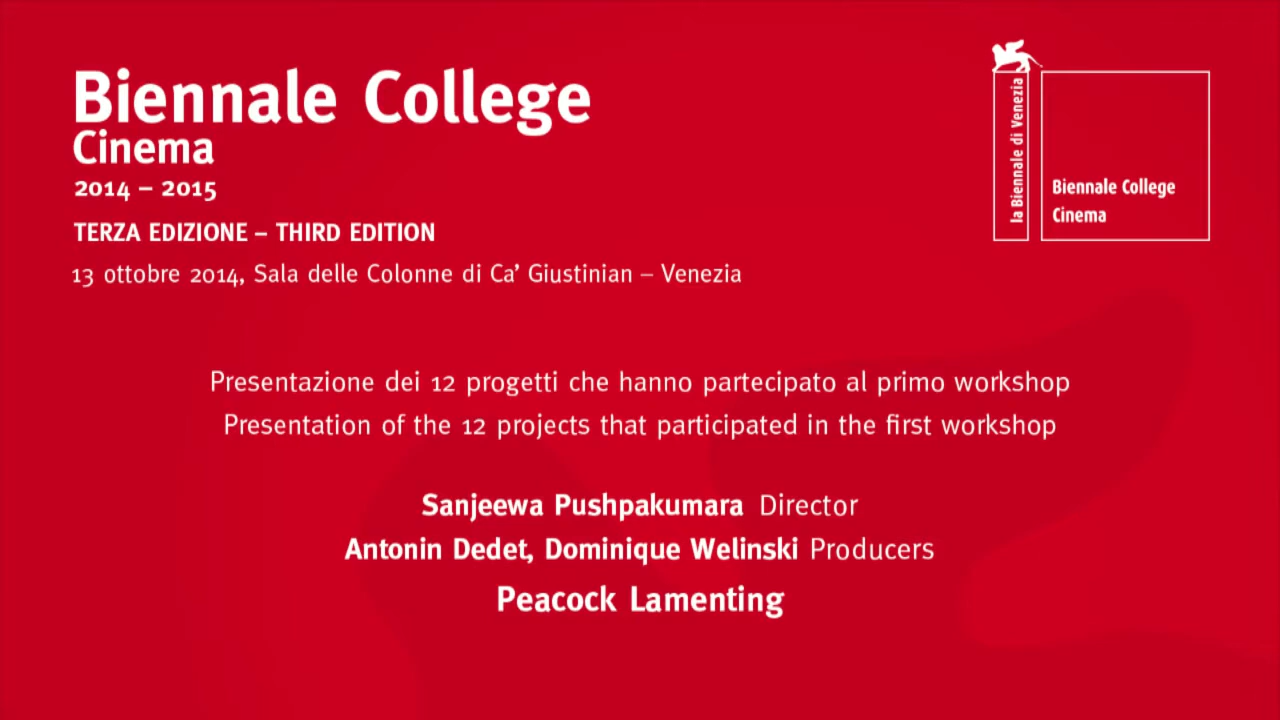 Biennale College
Cinema
2014 – 2015
TERZA EDIZIONE – THIRD EDITION
13 ottobre 2014, Sala delle Colonne di Ca’ Giustinian – Venezia
la Biennale di Venezia
Biennale College
Cinema
Presentazione dei 12 progetti che hanno partecipato al primo workshop
Presentation of the 12 projects that participated in the first workshop
Sanjeewa Pushpakumara Director
Antonin Dedet, Dominique Welinski Producers
Peacock Lamenting